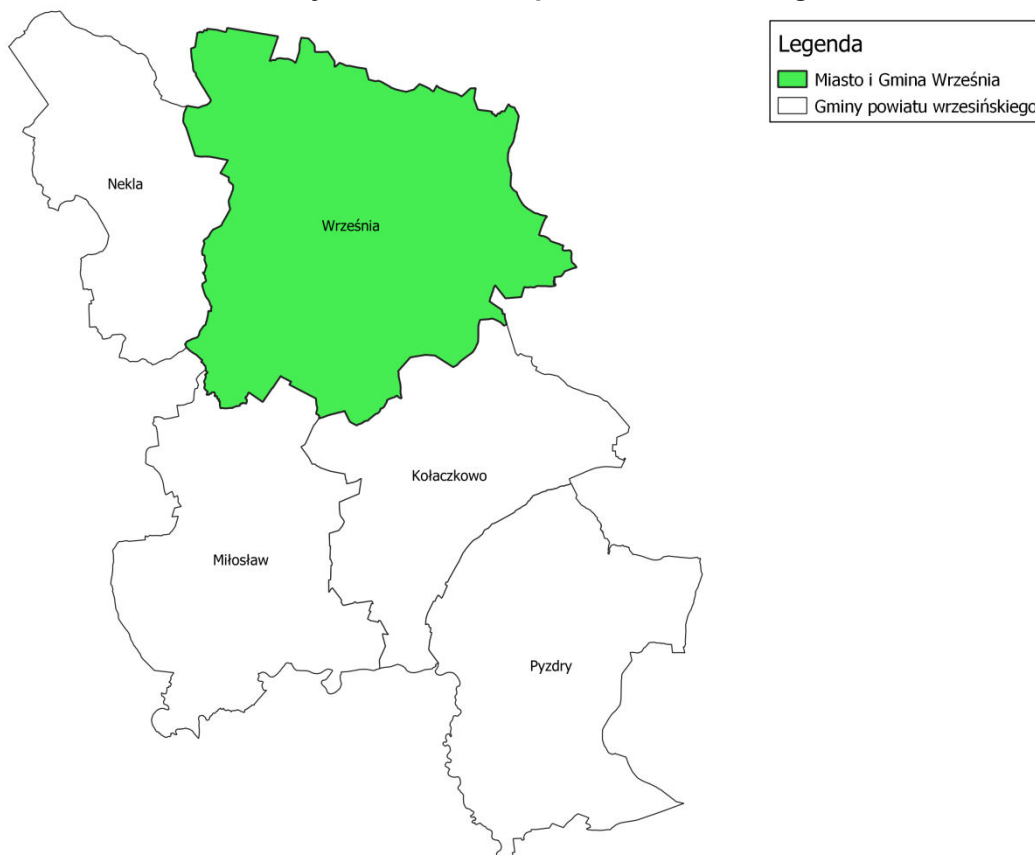 Legenda
Miasto i Gmina Września
Gminy powiatu wrzesińskiego
Nekla
Września
Kołaczkowo
Miłosław
Pyzdry